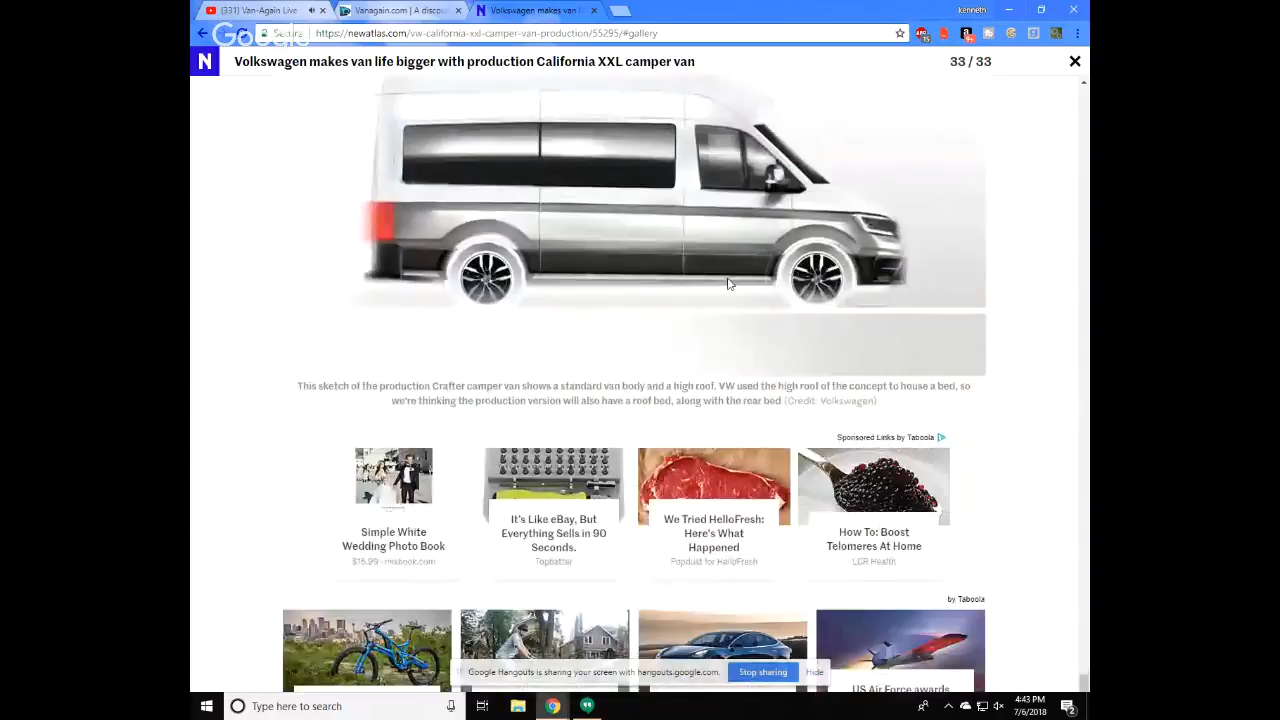 (331) Van-Again Live
Vanagain.com | A discou
Volkswagen makes van l
kenneth
Google
Secure
https://newatlas.com/vw-california-xxl-camper-van-production/55295/#gallery
N
Volkswagen makes van life bigger with production California XXL camper van
33 / 33
This sketch of the production Crafter camper van shows a standard van body and a high roof. VW used the high roof of the concept to house a bed, so
we're thinking the production version will also have a roof bed, along with the rear bed (Credit: Volkswagen)
Sponsored Links by Taboola
Simple White
Wedding Photo Book
$15.99 - mixbook.com
It's Like eBay, But
Everything Sells in 90
Seconds.
Tophatter
We Tried HelloFresh:
Here's What
Happened
Popdust for HelloFresh
How To: Boost
Telomeres At Home
LCR Health
by Taboola
Google Hangouts is sharing your screen with hangouts.google.com.
Stop sharing
Hide
US Air Force awards
Type here to search
4:43 PM
7/6/2018
2